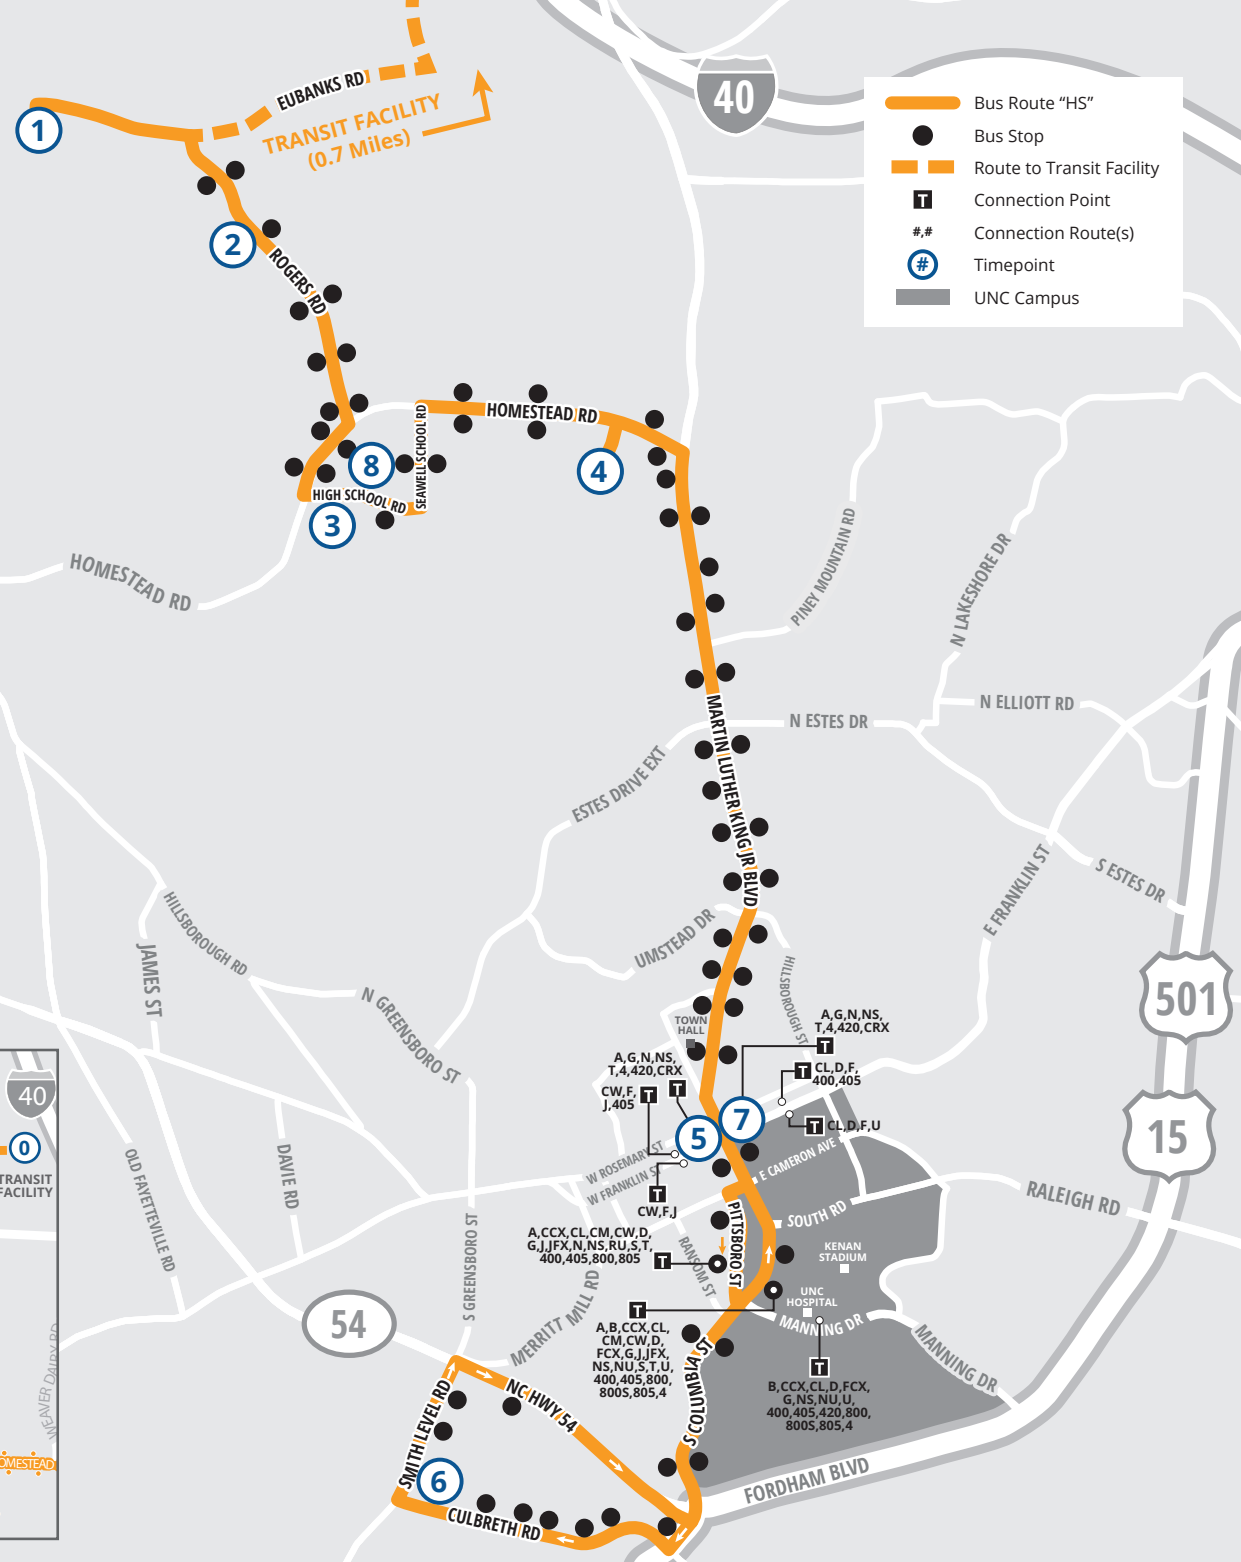 40
EUBANKS RD
TRANSIT FACILITY
(0.7 Miles)
1
Bus Route “HS”
Bus Stop
Route to Transit Facility
T Connection Point
#,# Connection Route(s)
# Timepoint
UNC Campus
2
ROGERS RD
HOMESTEAD RD
SEAWELL SCHOOL RD
8
4
HIGH SCHOOL RD
3
HOMESTEAD RD
PINEY MOUNTAIN RD
N LAKESHORE DR
MARTIN LUTHER KING JR BLVD
N ESTES DR
N ELLIOTT RD
ESTES DRIVE EXT
E FRANKLIN ST
S ESTES DR
HILLSBOROUGH RD
JAMES ST
UMSTEAD DR
HILLSBOROUGH ST
N GREENSBORO ST
501
TOWN
HALL
A,G,N,NS,
T,4,420,CRX
T
A,G,N,NS,
T,4,420,CRX
T
CW,F,
J,405
T
T
CL,D,F,
400,405
T
CL,D,F,U
5
7
40
0
TRANSIT
FACILITY
15
W ROSEMARY ST
W FRANKLIN ST
E CAMERON AVE
OLD FAYETTEVILLE RD
DAVIE RD
T
CW,F,J
RALEIGH RD
SOUTH RD
PITTSBORO ST
RANSOM ST
A,CCX,CL,CM,CW,D,
G,J,JFX,N,NS,RU,S,T,
400,405,800,805
T
KENAN
STADIUM
UNC
HOSPITAL
S GREENSBORO ST
MERRITT MILL RD
54
MANNING DR
MANNING DR
T
A,B,CCX,CL,
CM,CW,D,
FCX,G,J,JFX,
NS,NU,S,T,U,
400,405,800,
800S,805,4
T
B,CCX,CL,D,FCX,
G,NS,NU,U,
400,405,420,800,
800S,805,4
WEAVER DAIRY RD
HOMESTEAD
SMITH LEVEL RD
NC HWY 54
S COLUMBIA ST
6
CULBRETH RD
FORDHAM BLVD